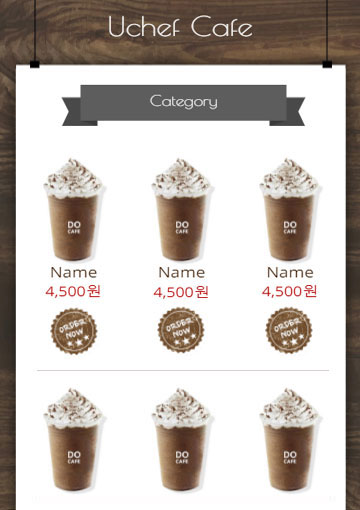 Uchef Cafe
Category
DO
CAFE
DO
CAFE
DO
CAFE
Name
Name
Name
4,500원
4,500원
4,500원
ORDER
NOW
ORDER
NOW
ORDER
NOW
DO
CAFE
DO
CAFE
DO
CAFE